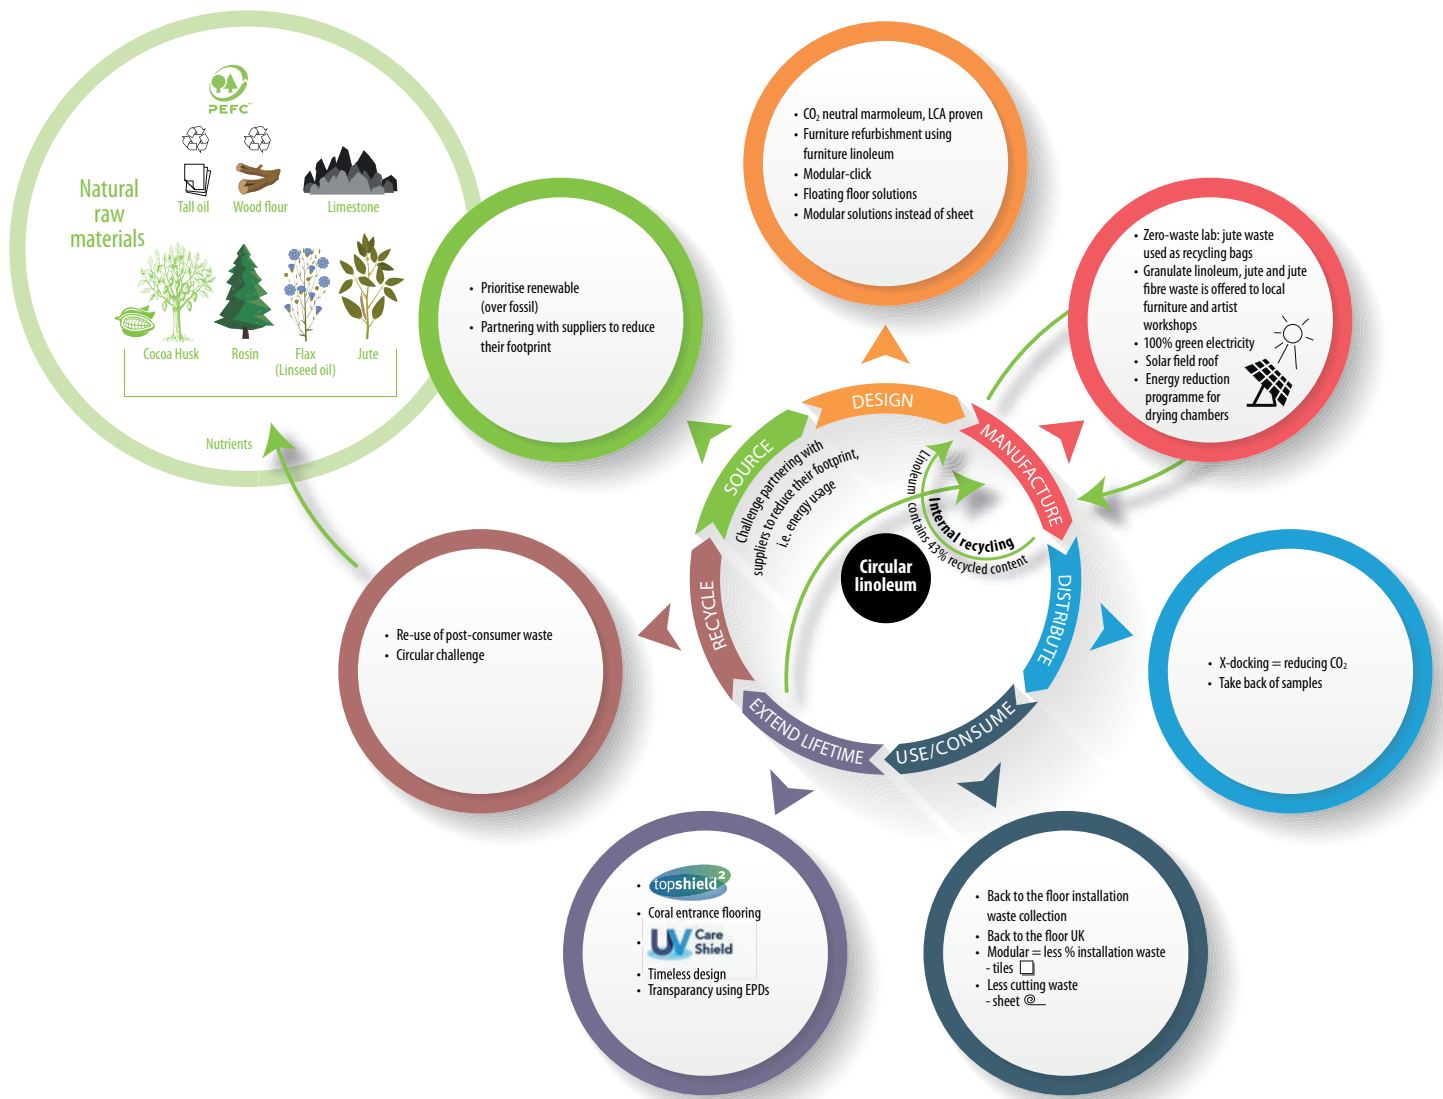 PEFC™
Natural
raw
materials
Tall oil
Wood flour
Limestone
Cocoa Husk
Rosin
Flax
(Linseed oil)
Jute
Nutrients
• Prioritise renewable
(over fossil)
• Partnering with suppliers to reduce
their footprint
• CO₂ neutral marmoleum, LCA proven
• Furniture refurbishment using
furniture linoleum
• Modular-click
• Floating floor solutions
• Modular solutions instead of sheet
• Zero-waste lab: jute waste
used as recycling bags
• Granulate linoleum, jute and jute
fibre waste is offered to local
furniture and artist
workshops
• 100% green electricity
• Solar field roof
• Energy reduction
programme for
drying chambers
SOURCE
DESIGN
MANUFACTURE
DISTRIBUTE
USE/CONSUME
EXTEND LIFETIME
RECYCLE
Challenge partnering with
suppliers to reduce their footprint,
i.e. energy usage
Internal recycling
Linoleum contains 43% recycled content
Circular
linoleum
• Re-use of post-consumer waste
• Circular challenge
• X-docking = reducing CO₂
• Take back of samples
• topshield²
• Coral entrance flooring
• UV Care
Shield
• Timeless design
• Transparancy using EPDs
• Back to the floor installation
waste collection
• Back to the floor UK
• Modular = less % installation waste
- tiles
• Less cutting waste
- sheet